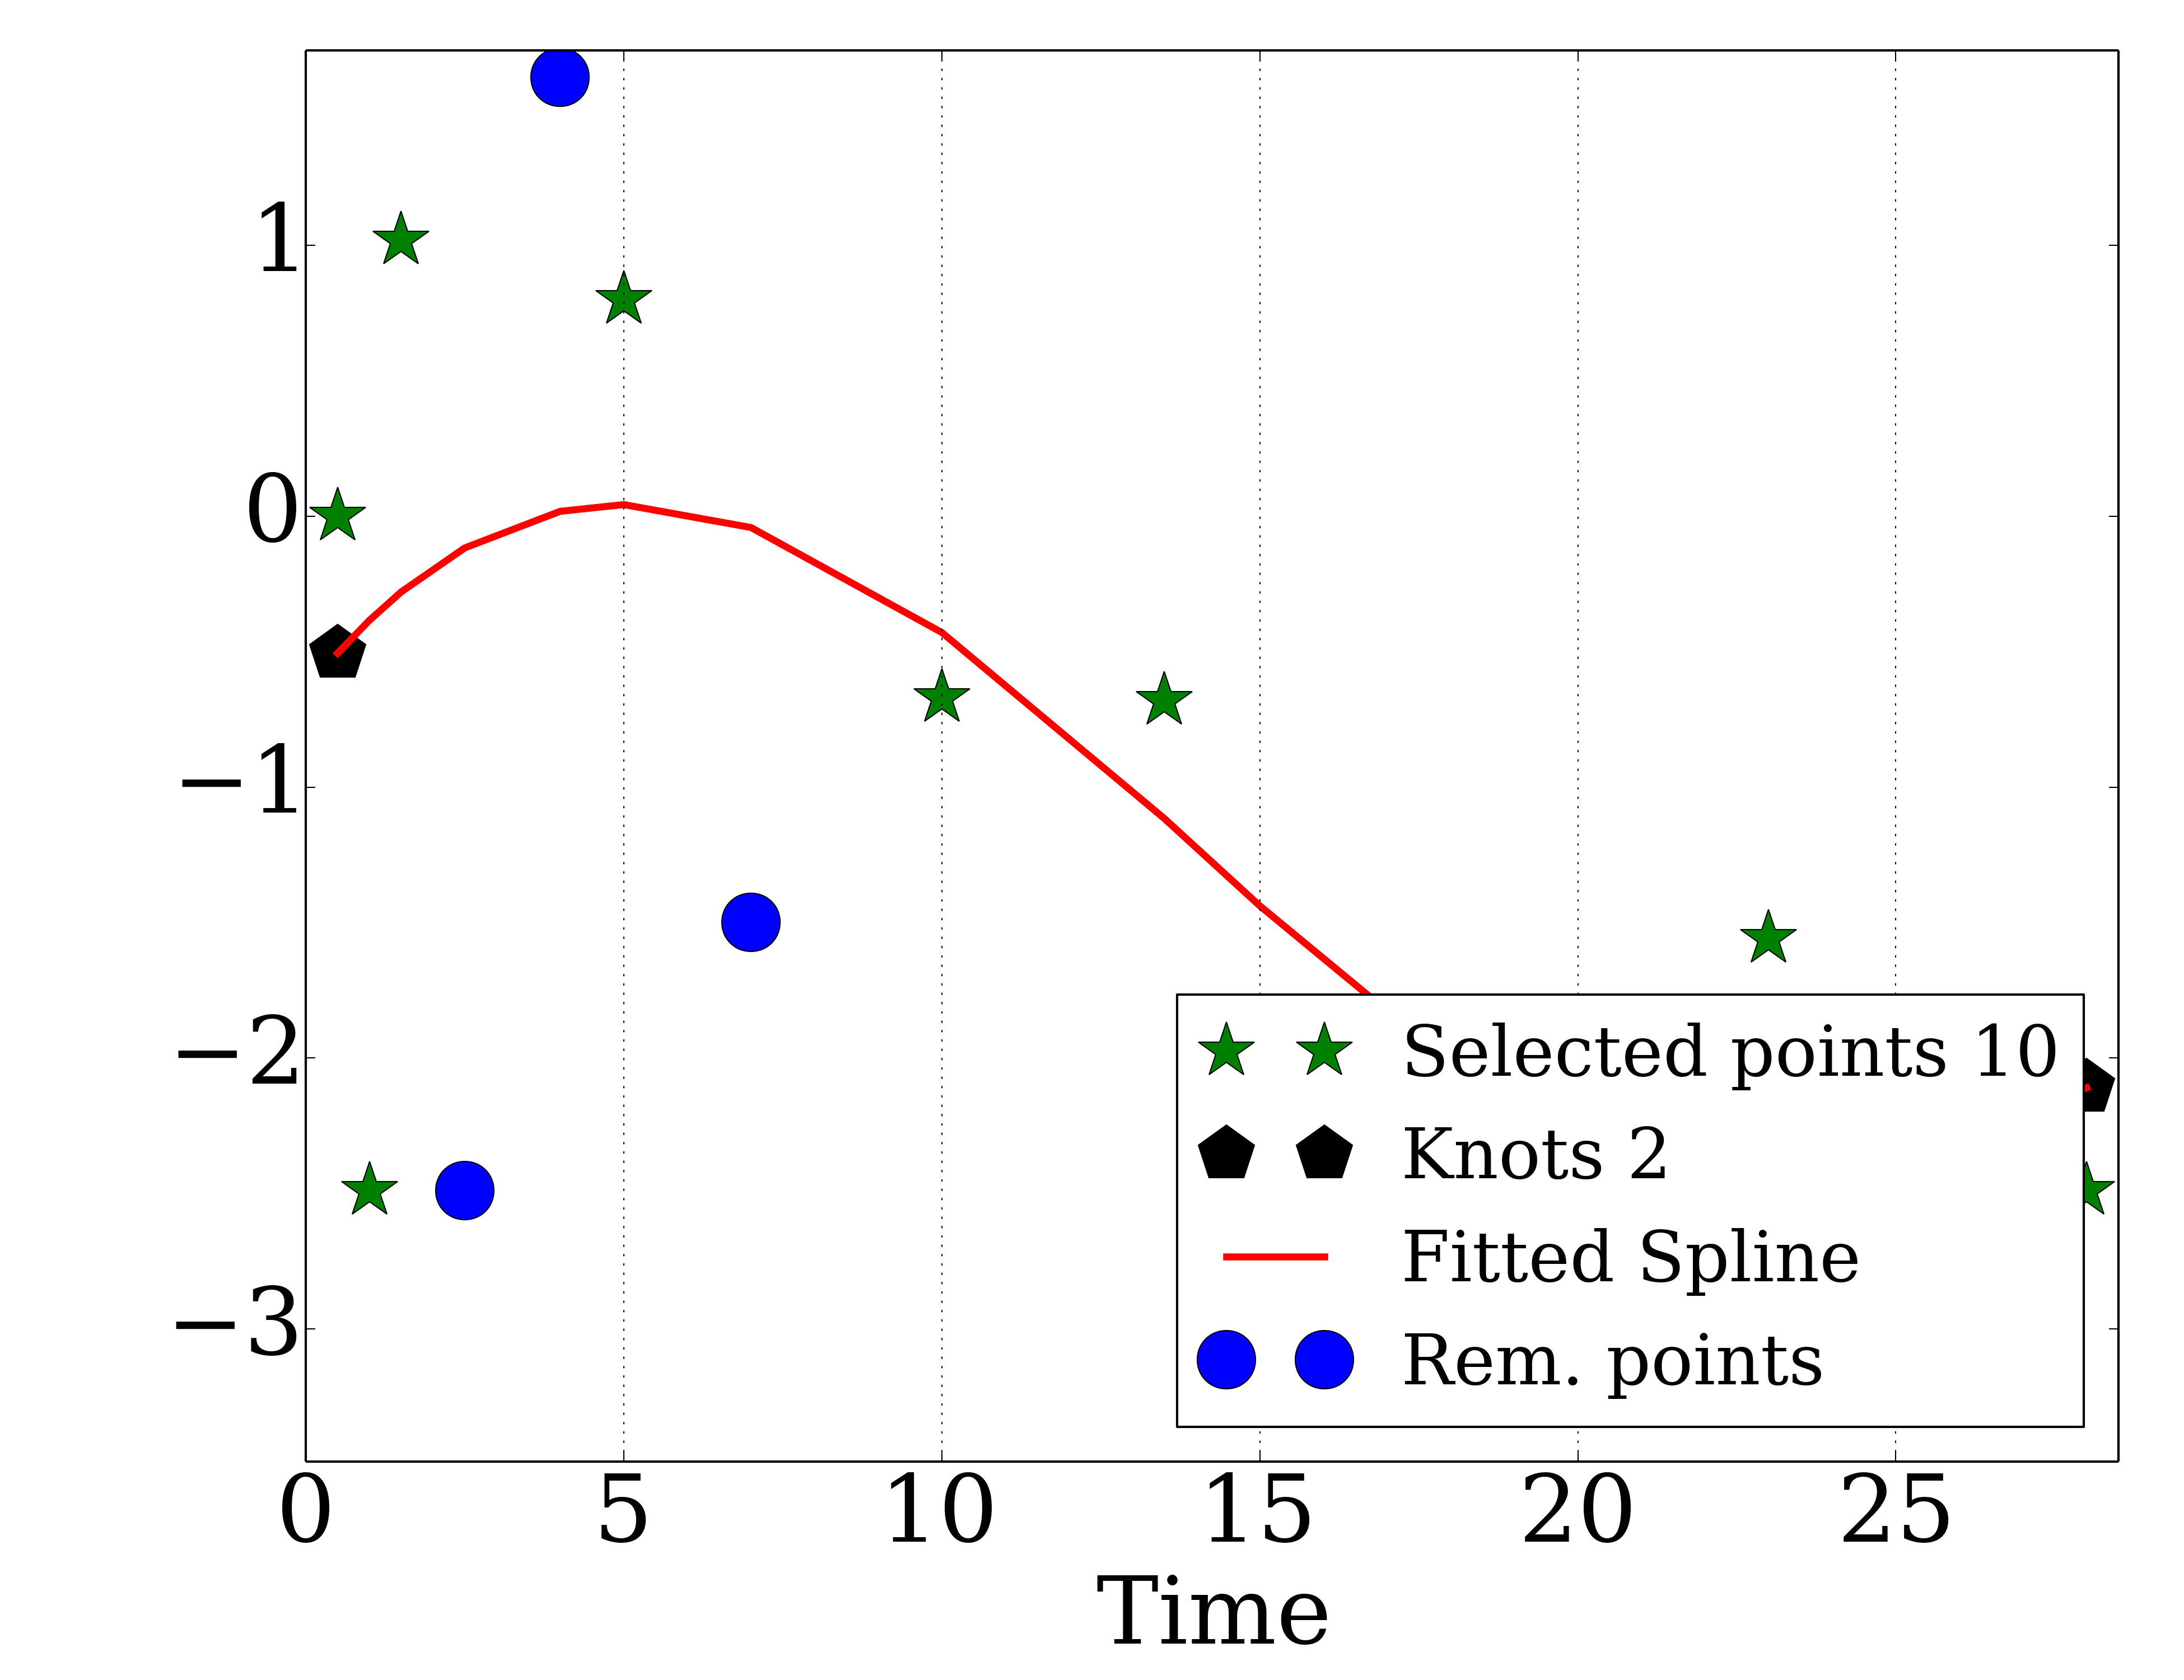 1
0
−1
−2
−3
Selected points 10
Knots 2
Fitted Spline
Rem. points
0 5 10 15 20 25
Time